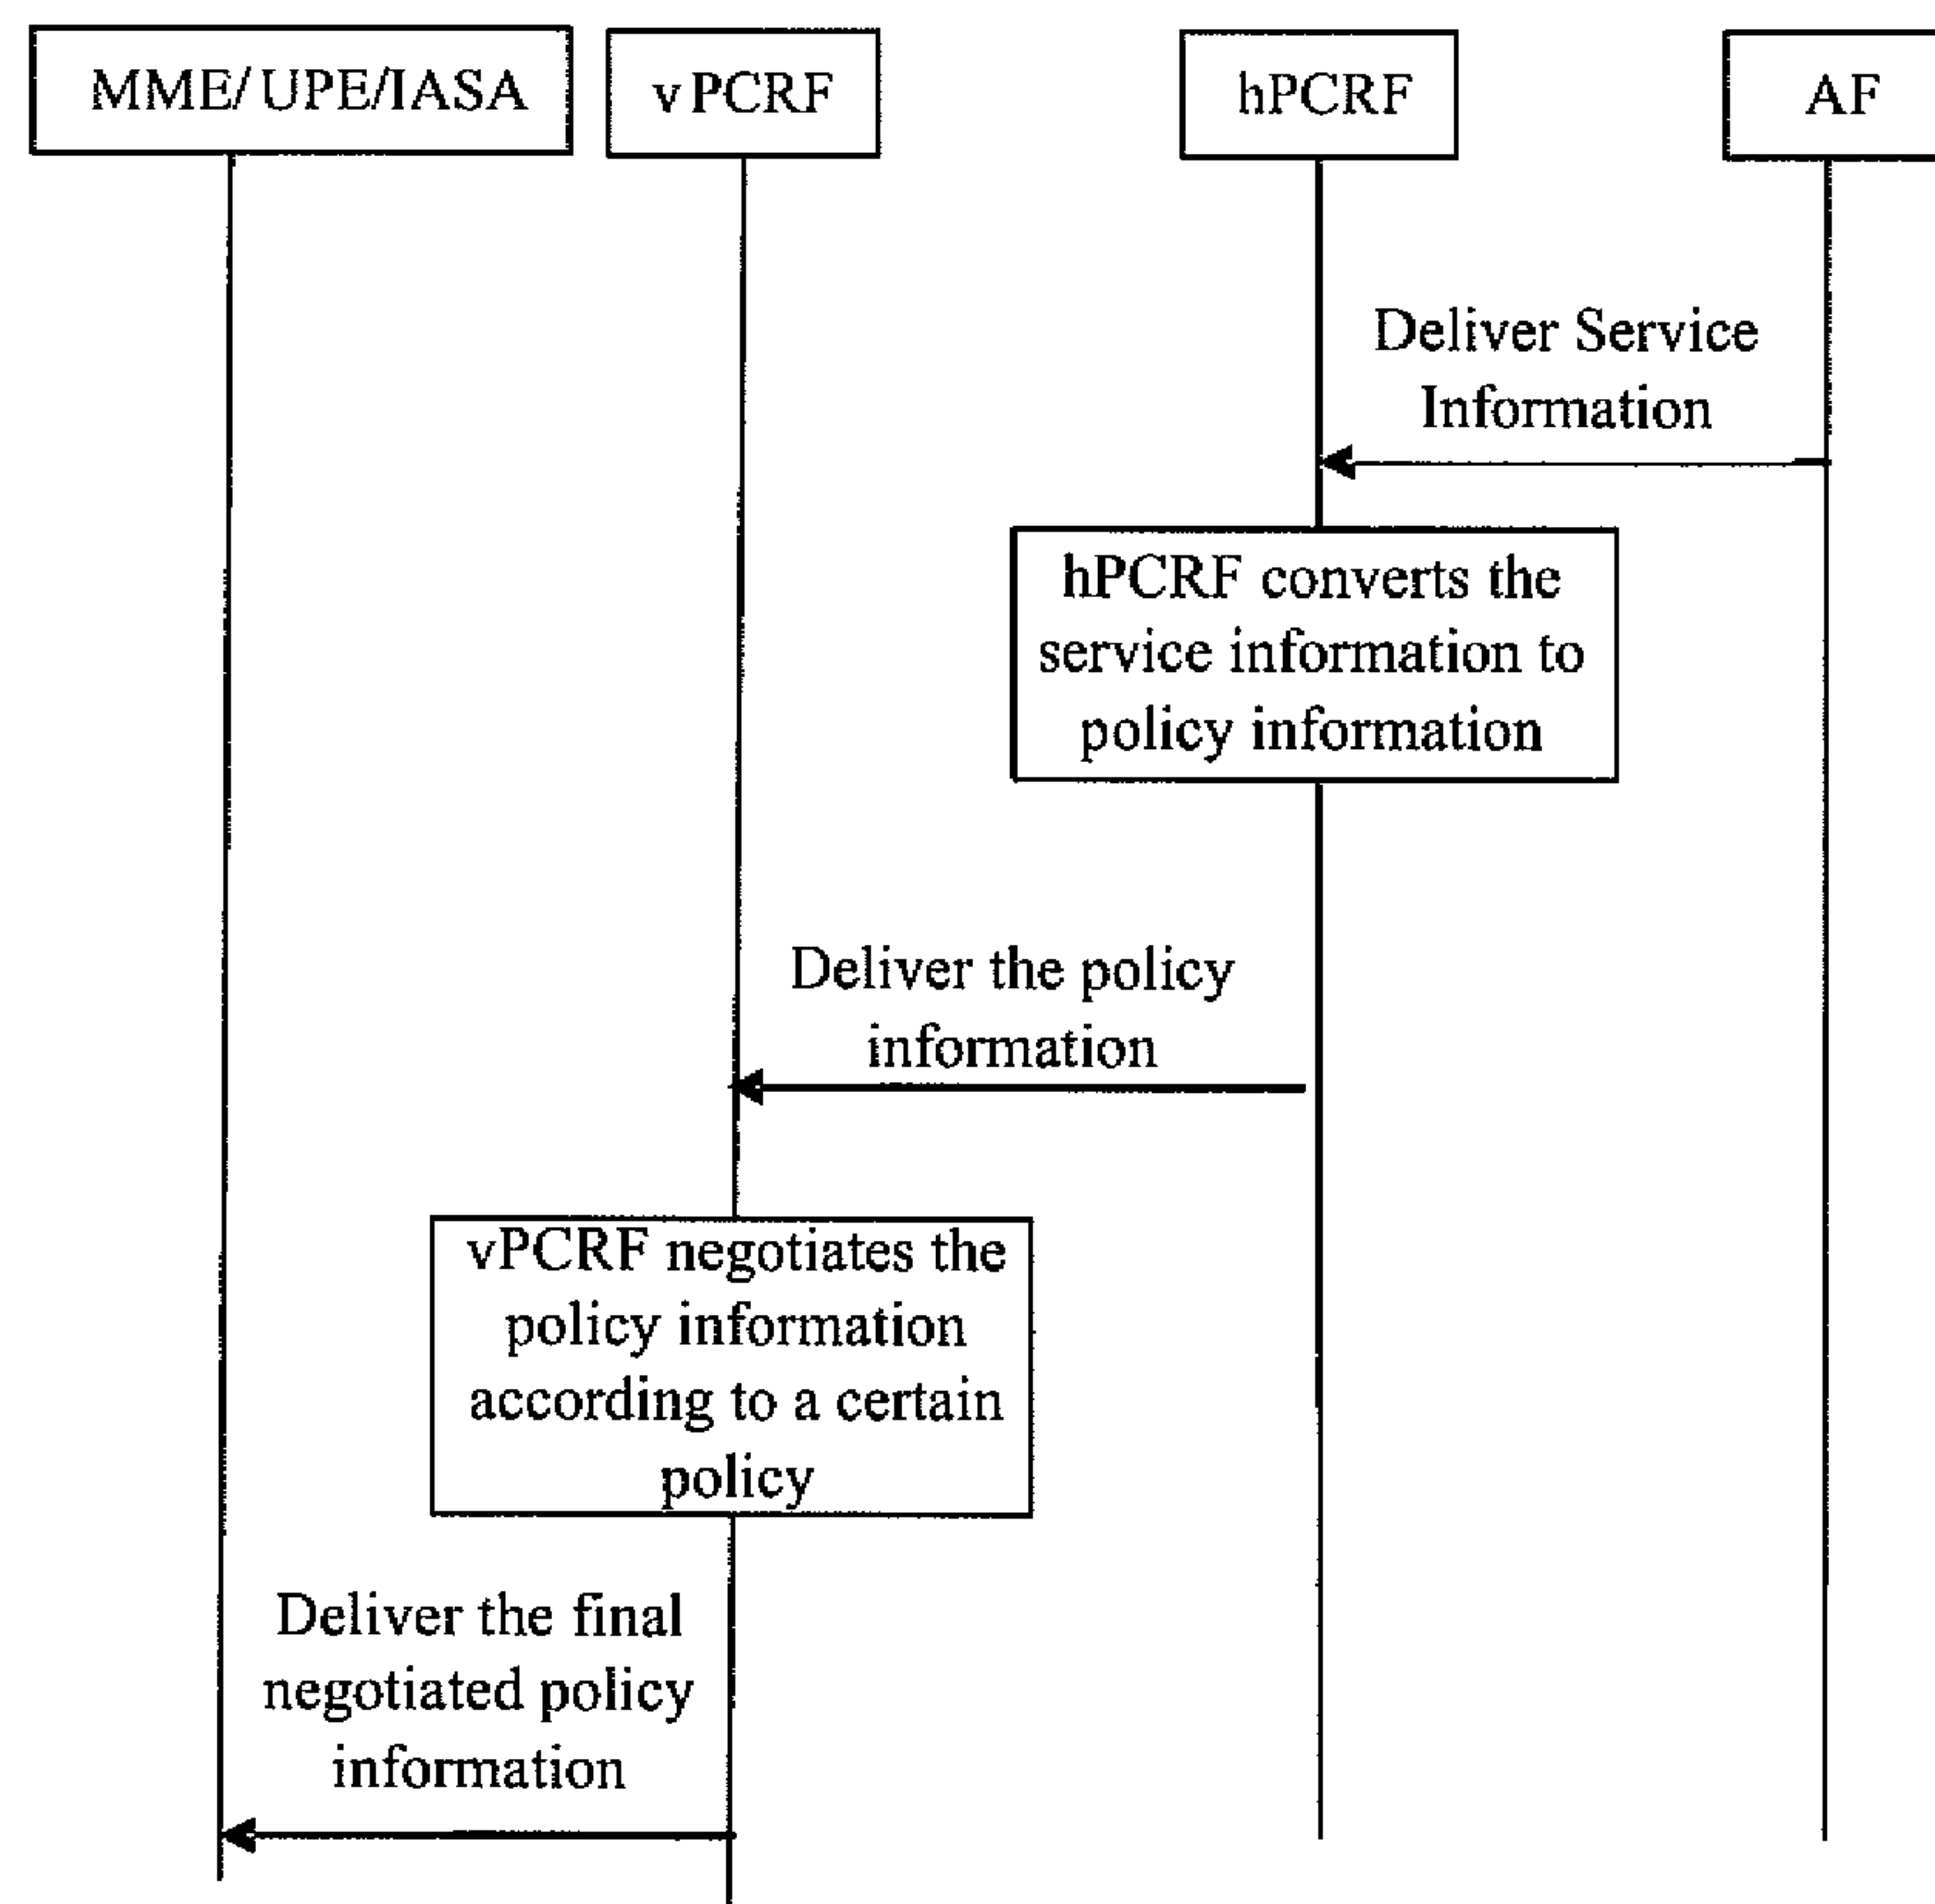 MME/ UPE/IASA
vPCRF
hPCRF
AF
Deliver Service
Information
hPCRF converts the
service information to
policy information
Deliver the policy
information
vPCRF negotiates the
policy information
according to a certain
policy
Deliver the final
negotiated policy
information